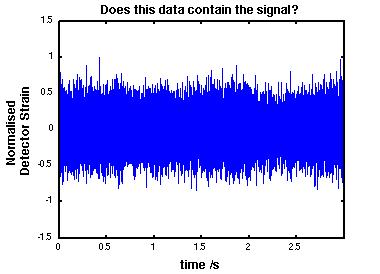 Does this data contain the signal?
1.5
1
0.5
0
-0.5
-1
-1.5
Normalised
Detector Strain
0 0.5 1 1.5 2 2.5
time /s